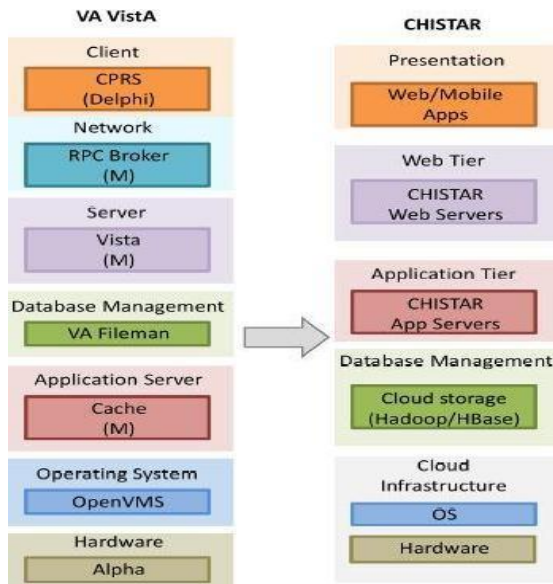 VA VistA
Client
CPRS
(Delphi)
Network
RPC Broker
(M)
Server
Vista
(M)
Database Management
VA Fileman
Application Server
Cache
(M)
Operating System
OpenVMS
Hardware
Alpha
CHISTAR
Presentation
Web/Mobile
Apps
Web Tier
CHISTAR
Web Servers
Application Tier
CHISTAR
App Servers
Database Management
Cloud storage
(Hadoop/HBase)
Cloud
Infrastructure
OS
Hardware